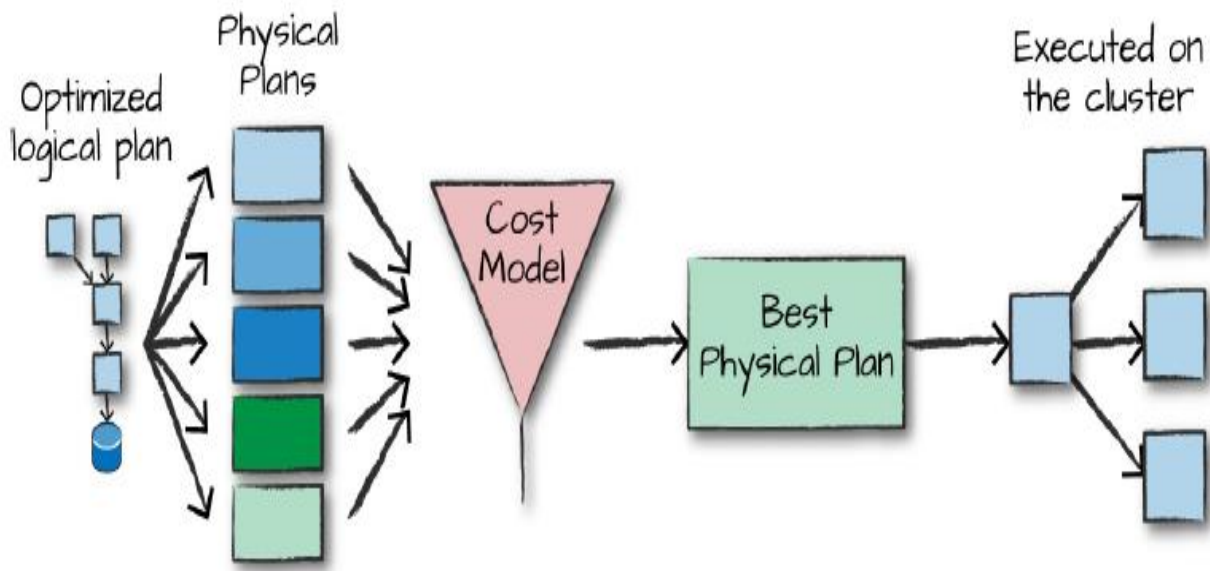 Optimized
logical plan
Physical
Plans
Cost
Model
Best
Physical Plan
Executed on
the cluster